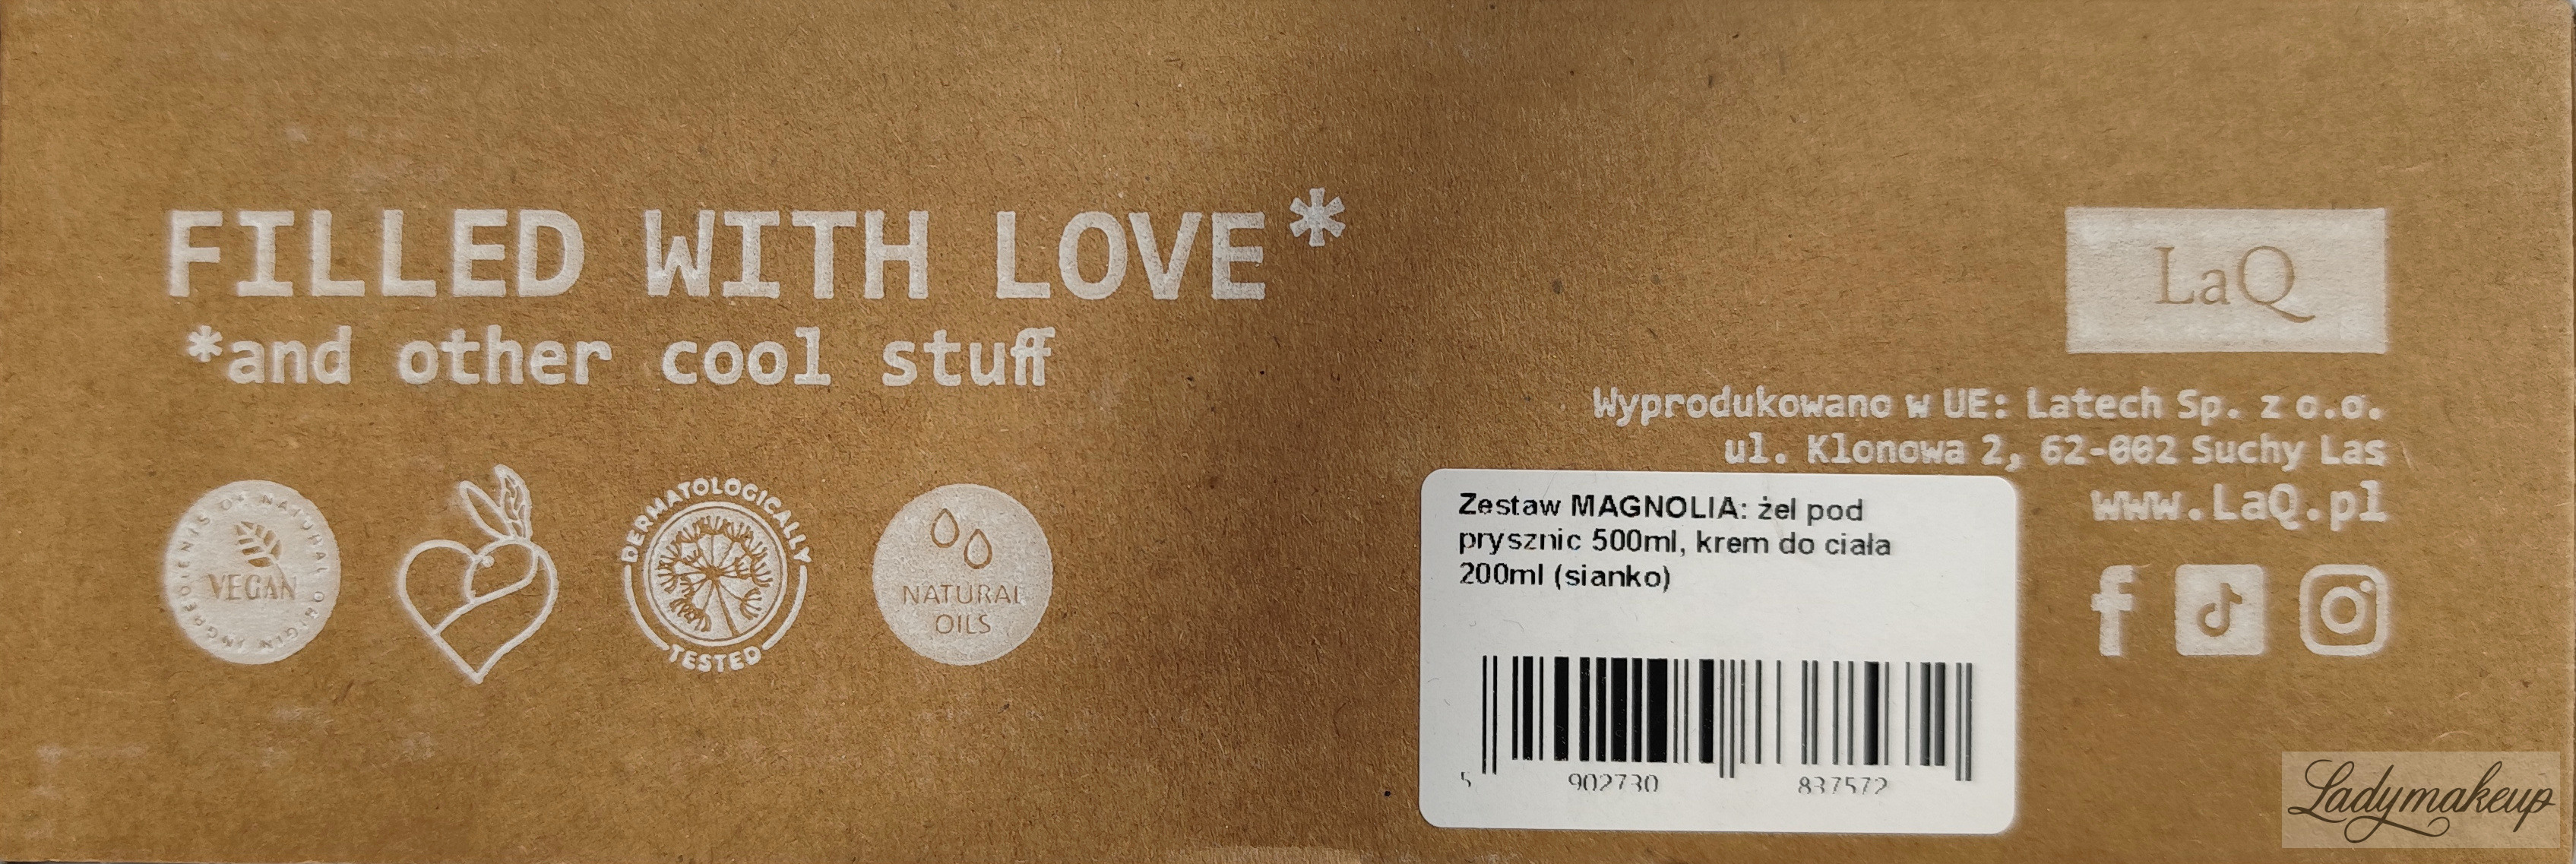 FILLED WITH LOVE*
*and other cool stuff
INGREDIENTS OF NATURAL ORIGIN
VEGAN
DERMATOLOGICALLY
TESTED
NATURAL
OILS
LaQ
Wyprodukowano w UE: Latech Sp. z o.o.
ul. Klonowa 2, 62-002 Suchy Las
www.LaQ.pl
Zestaw MAGNOLIA: żel pod
prysznic 500ml, krem do ciała
200ml (sianko)
5 902730 837572
Ladymakeup